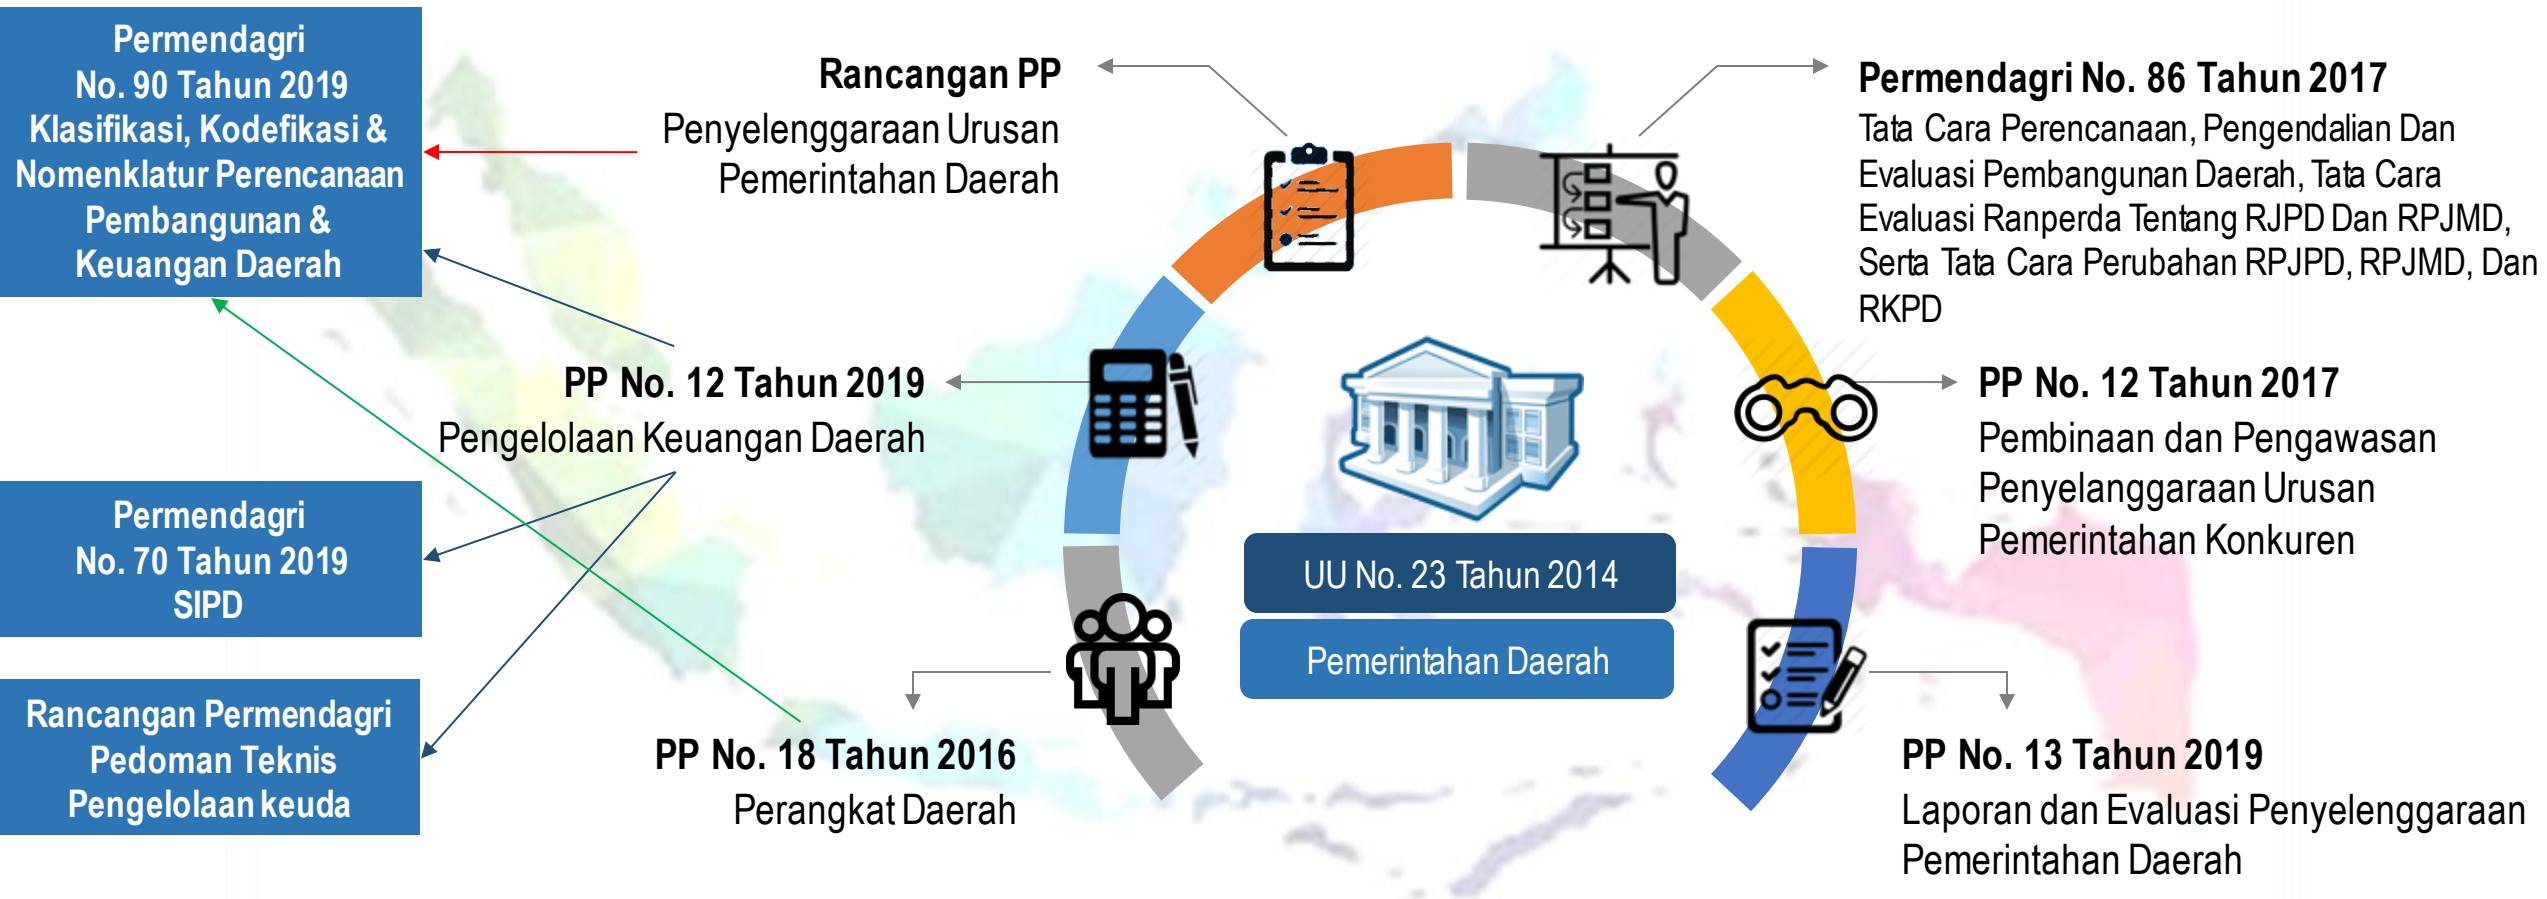 Permendagri
No. 90 Tahun 2019
Klasifikasi, Kodefikasi &
Nomenklatur Perencanaan
Pembangunan &
Keuangan Daerah
Permendagri
No. 70 Tahun 2019
SIPD
Rancangan Permendagri
Pedoman Teknis
Pengelolaan keuda
Rancangan PP
Penyelenggaraan Urusan
Pemerintahan Daerah
PP No. 12 Tahun 2019
Pengelolaan Keuangan Daerah
PP No. 18 Tahun 2016
Perangkat Daerah
UU No. 23 Tahun 2014
Pemerintahan Daerah
Permendagri No. 86 Tahun 2017
Tata Cara Perencanaan, Pengendalian Dan
Evaluasi Pembangunan Daerah, Tata Cara
Evaluasi Ranperda Tentang RJPD Dan RPJMD,
Serta Tata Cara Perubahan RPJPD, RPJMD, Dan
RKPD
PP No. 12 Tahun 2017
Pembinaan dan Pengawasan
Penyelanggaraan Urusan
Pemerintahan Konkuren
PP No. 13 Tahun 2019
Laporan dan Evaluasi Penyelenggaraan
Pemerintahan Daerah